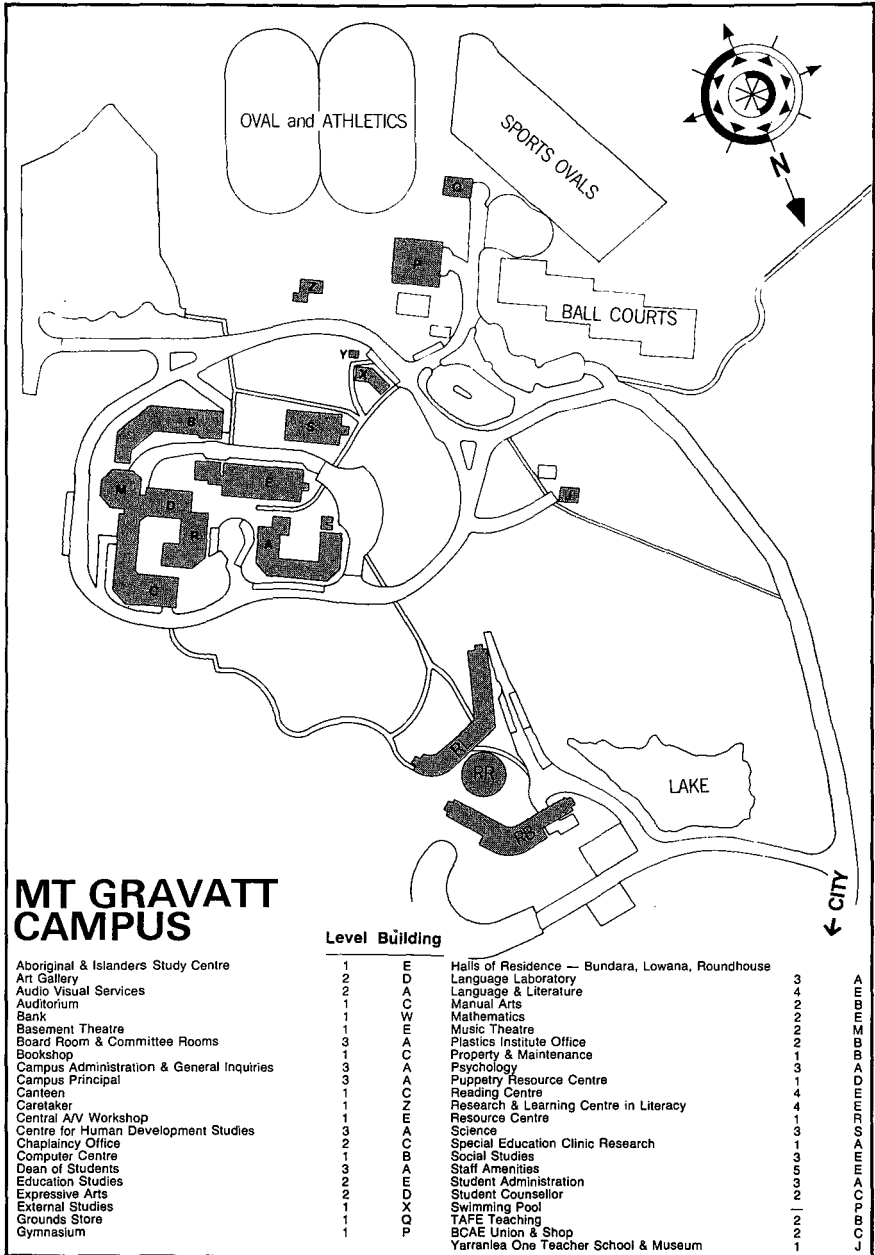 OVAL and ATHLETICS
SPORTS OVALS
N
Q
P
Z
BALL COURTS
Y
X
B
S
M
E
J
D
R
A
C
RL
RR
LAKE
RB
MT GRAVATT
CAMPUS
CITY
Level Building
Aboriginal & Islanders Study Centre 1 E
Art Gallery 2 D
Audio Visual Services 2 A
Auditorium 1 C
Bank 1 W
Basement Theatre 1 E
Board Room & Committee Rooms 3 A
Bookshop 1 C
Campus Administration & General Inquiries 3 A
Campus Principal 3 A
Canteen 1 C
Caretaker 1 Z
Central A/V Workshop 1 E
Centre for Human Development Studies 3 A
Chaplaincy Office 2 C
Computer Centre 1 B
Dean of Students 3 A
Education Studies 2 E
Expressive Arts 2 D
External Studies 1 X
Grounds Store 1 Q
Gymnasium 1 P
Halls of Residence — Bundara, Lowana, Roundhouse
Language Laboratory 3 A
Language & Literature 4 E
Manual Arts 2 B
Mathematics 2 E
Music Theatre 2 M
Plastics Institute Office 2 B
Property & Maintenance 1 B
Psychology 3 A
Puppetry Resource Centre 1 D
Reading Centre 4 E
Research & Learning Centre in Literacy 4 E
Resource Centre 1 R
Science 3 S
Special Education Clinic Research 1 A
Social Studies 3 E
Staff Amenities 5 E
Student Administration 3 A
Student Counsellor 2 C
Swimming Pool — P
TAFE Teaching 2 B
BCAE Union & Shop 2 C
Yarranlea One Teacher School & Museum 1 J